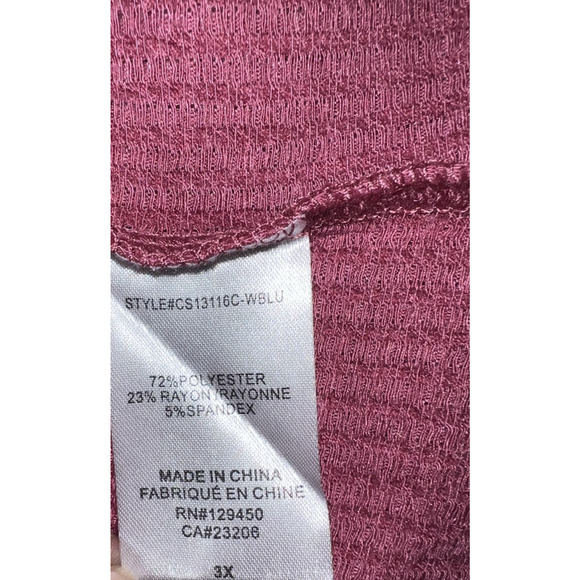 STYLE#CS13116C-WBLU
72%POLYESTER
23% RAYON/RAYONNE
5%SPANDEX
MADE IN CHINA
FABRIQUÉ EN CHINE
RN#129450
CA#23206
3X